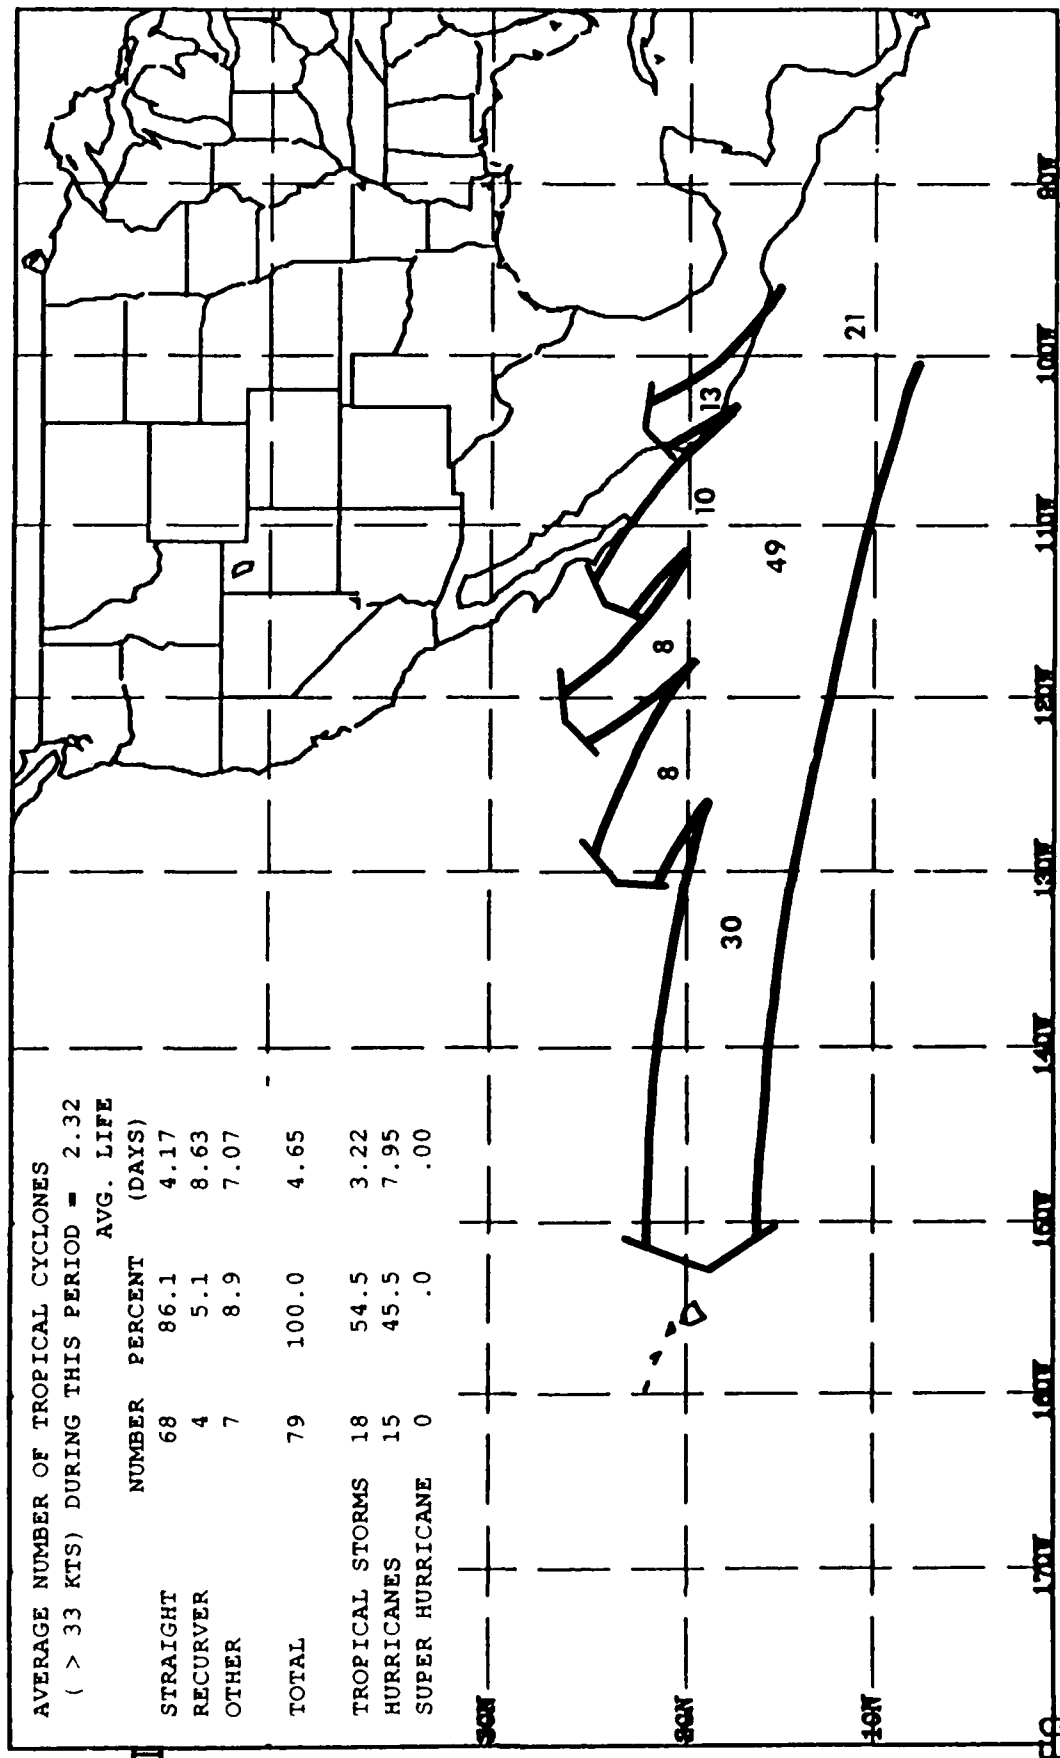 AVERAGE NUMBER OF TROPICAL CYCLONES
( > 33 KTS) DURING THIS PERIOD = 2.32
AVG. LIFE
NUMBER PERCENT (DAYS)
STRAIGHT 68 86.1 4.17
RECURVER 4 5.1 8.63
OTHER 7 8.9 7.07
TOTAL 79 100.0 4.65
TROPICAL STORMS 18 54.5 3.22
HURRICANES 15 45.5 7.95
SUPER HURRICANE 0 .0 .00
30N
20N
10N
8
8
10
13
30
49
21
170W
160W
150W
140W
130W
120W
110W
100W
90W